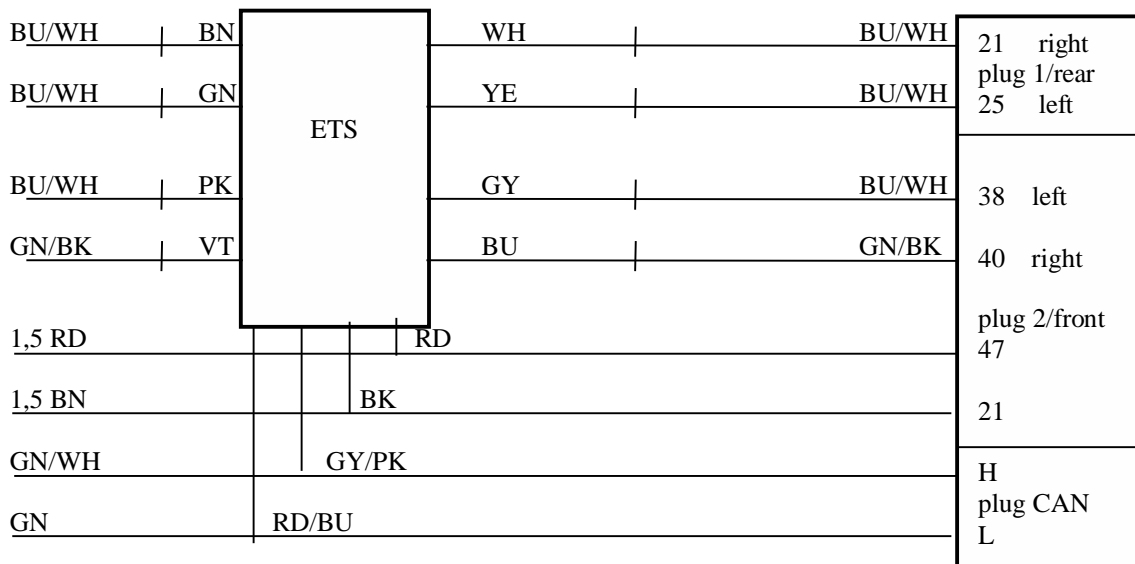 BU/WH BN WH BU/WH 21 right
plug 1/rear
BU/WH GN YE BU/WH 25 left
ETS
BU/WH PK GY BU/WH 38 left
GN/BK VT BU GN/BK 40 right
plug 2/front
1,5 RD RD 47
1,5 BN BK 21
GN/WH GY/PK H
plug CAN
GN RD/BU L